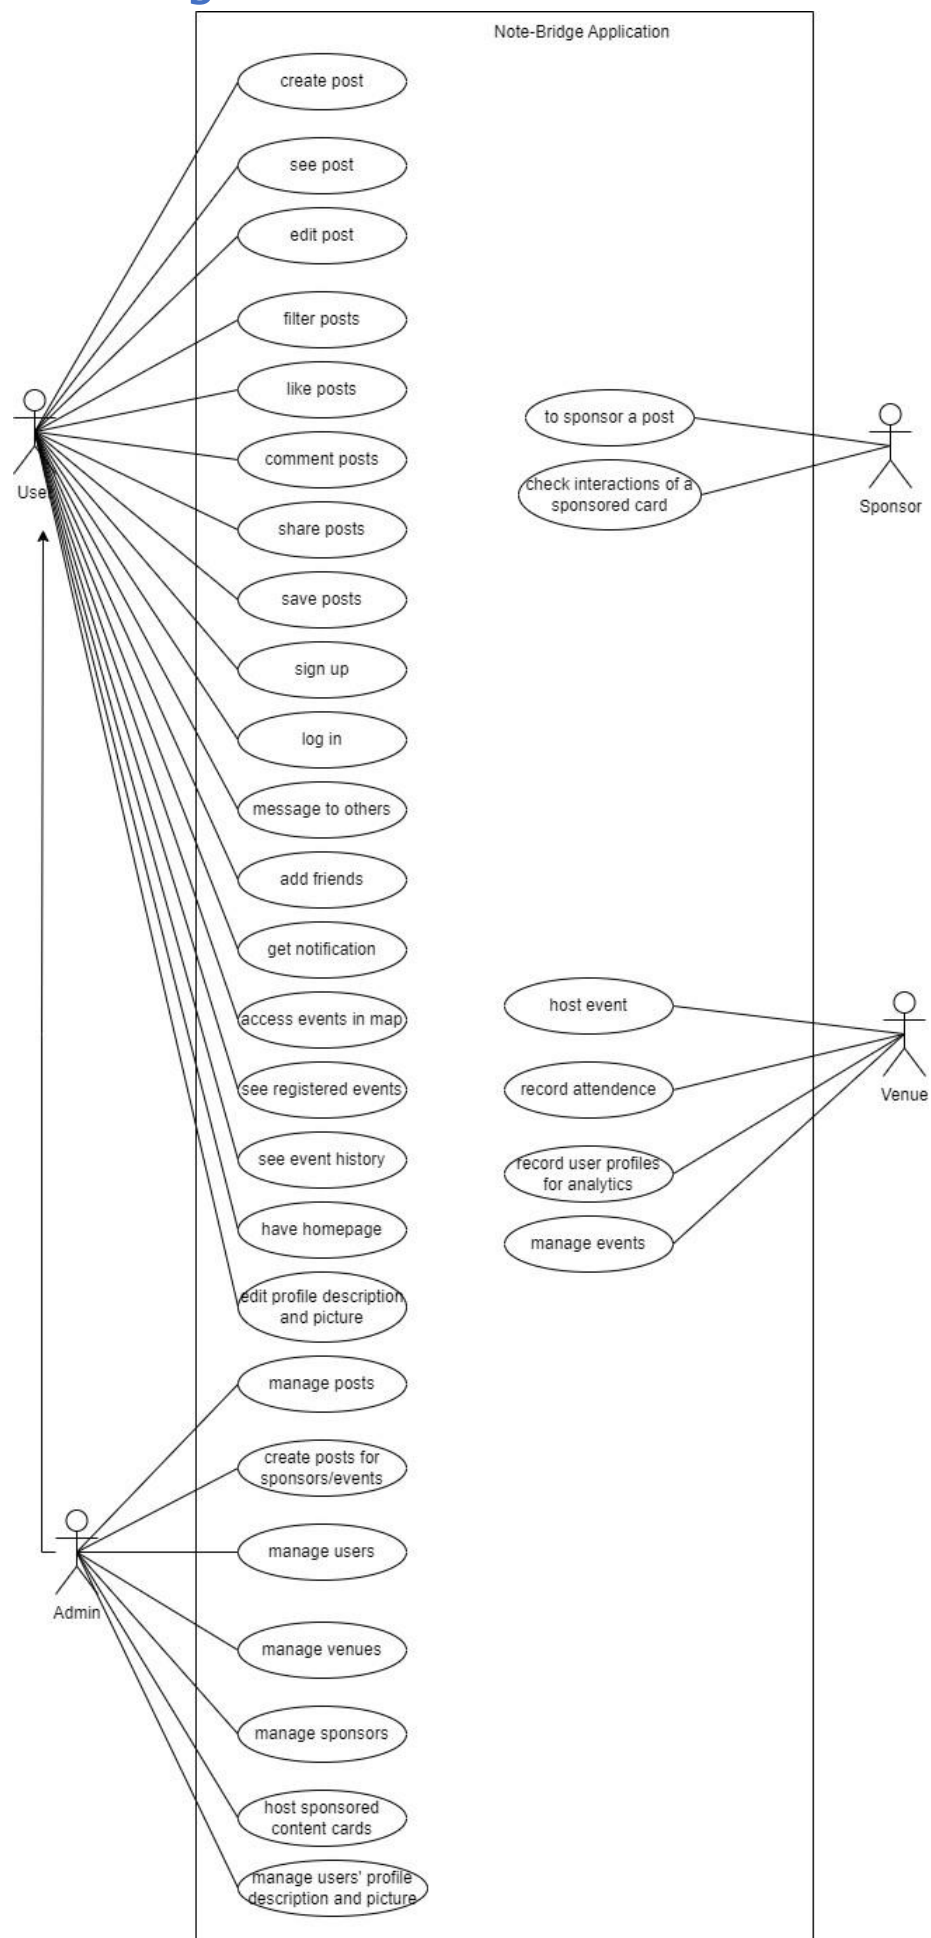 Note-Bridge Application
create post
see post
edit post
filter posts
like posts
comment posts
share posts
save posts
sign up
log in
message to others
add friends
get notification
access events in map
see registered events
see event history
have homepage
edit profile description
and picture
manage posts
create posts for
sponsors/events
manage users
manage venues
manage sponsors
host sponsored
content cards
manage users' profile
description and picture
User
Admin
to sponsor a post
check interactions of a
sponsored card
Sponsor
host event
record attendence
record user profiles
for analytics
manage events
Venue